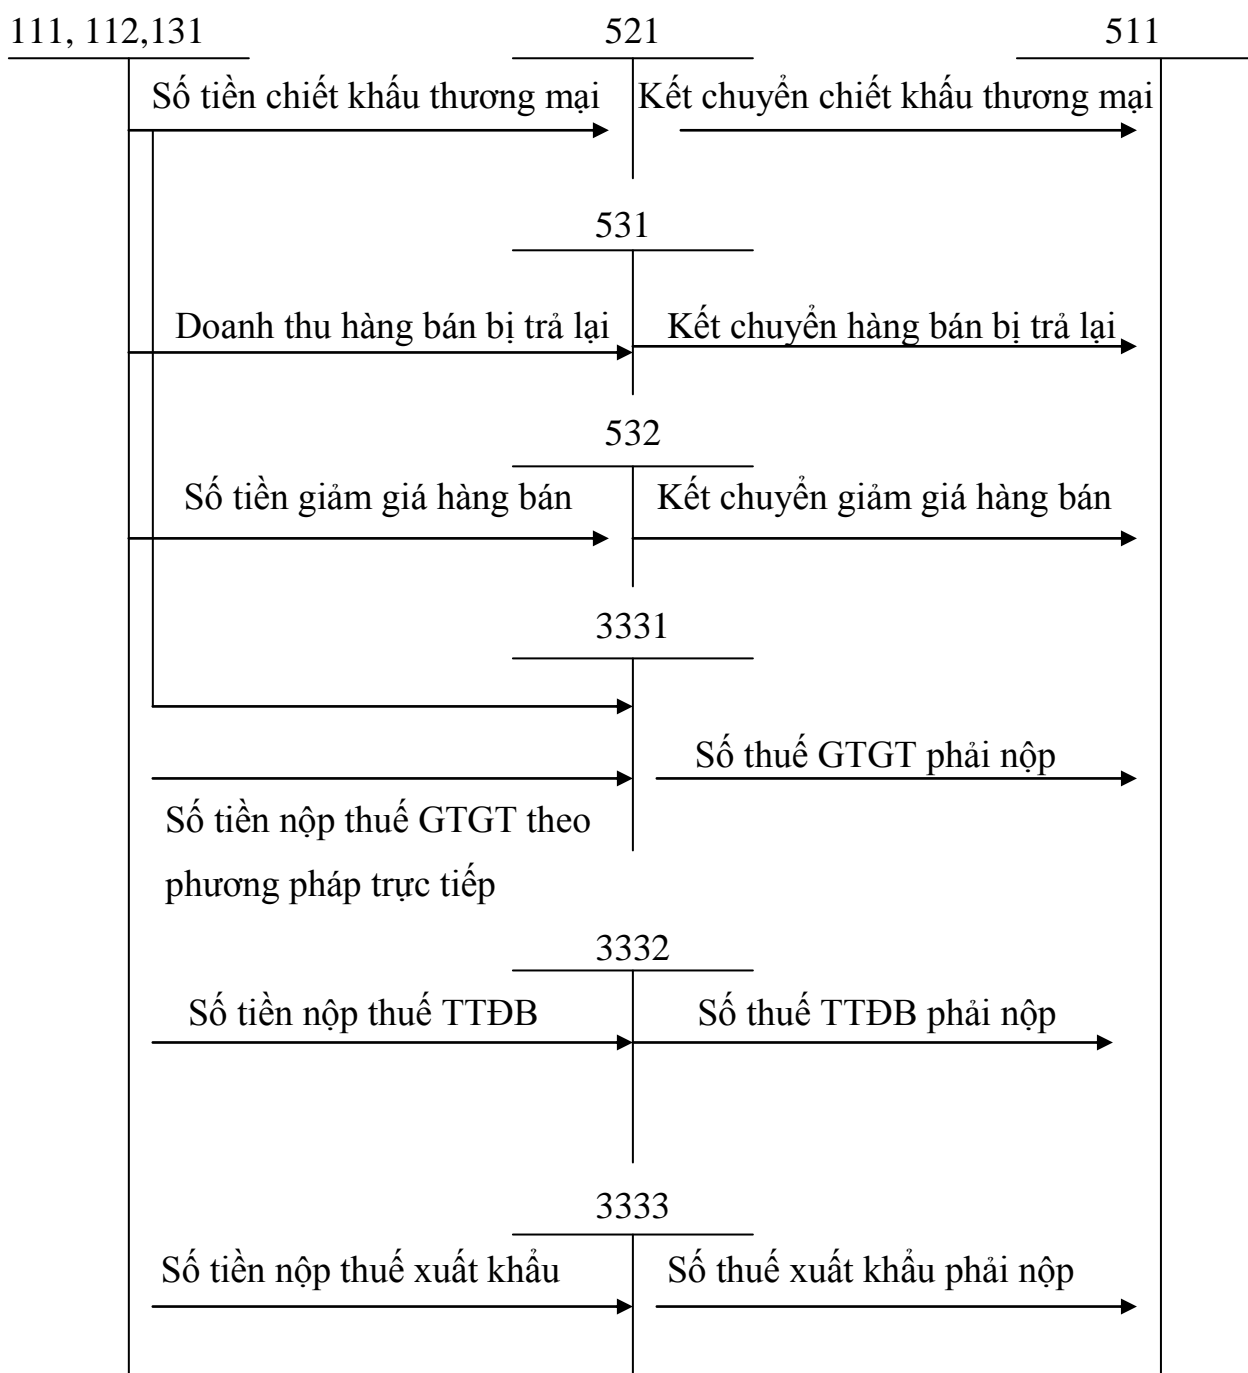 111, 112,131 521 511
Số tiền chiết khấu thương mại Kết chuyển chiết khấu thương mại
531
Doanh thu hàng bán bị trả lại Kết chuyển hàng bán bị trả lại
532
Số tiền giảm giá hàng bán Kết chuyển giảm giá hàng bán
3331
Số thuế GTGT phải nộp
Số tiền nộp thuế GTGT theo
phương pháp trực tiếp
3332
Số tiền nộp thuế TTĐB Số thuế TTĐB phải nộp
3333
Số tiền nộp thuế xuất khẩu Số thuế xuất khẩu phải nộp